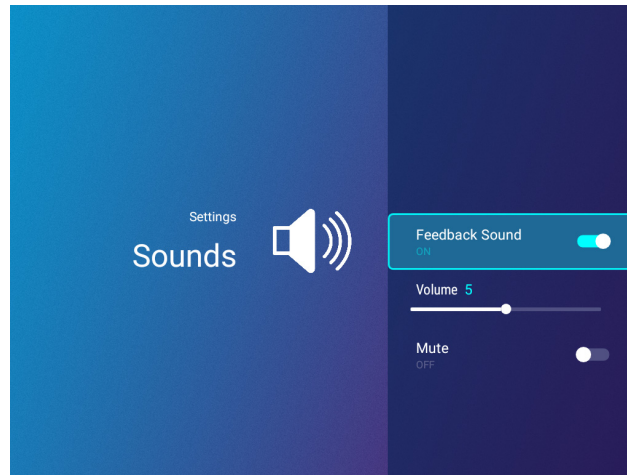 Settings
Sounds
Feedback Sound
ON
Volume 5
Mute
OFF